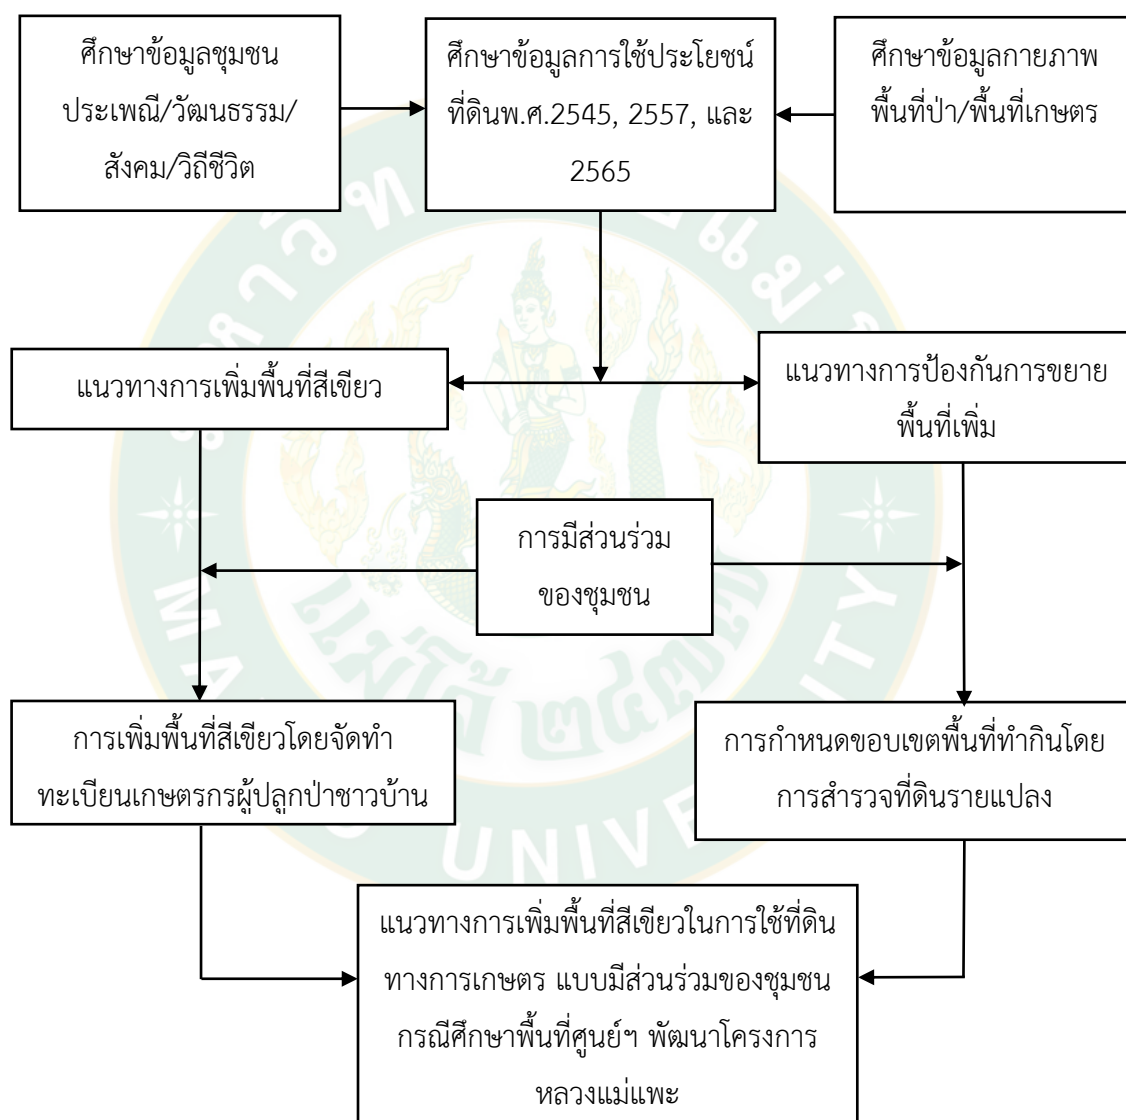 ศึกษาข้อมูลชุมชน
ประเพณี/วัฒนธรรม/
สังคม/วิถีชีวิต
ศึกษาข้อมูลการใช้ประโยชน์
ที่ดินพ.ศ.2545, 2557, และ
2565
ศึกษาข้อมูลกายภาพ
พื้นที่ป่า/พื้นที่เกษตร
แนวทางการเพิ่มพื้นที่สีเขียว
แนวทางการป้องกันการขยาย
พื้นที่เพิ่ม
การมีส่วนร่วม
ของชุมชน
การเพิ่มพื้นที่สีเขียวโดยจัดทำ
ทะเบียนเกษตรกรผู้ปลูกป่าชาวบ้าน
การกำหนดขอบเขตพื้นที่ทำกินโดย
การสำรวจที่ดินรายแปลง
แนวทางการเพิ่มพื้นที่สีเขียวในการใช้ที่ดิน
ทางการเกษตร แบบมีส่วนร่วมของชุมชน
กรณีศึกษาพื้นที่ศูนย์ฯ พัฒนาโครงการ
หลวงแม่แพะ
แม่โจ้ ๒๔๗๗
UNIVERSITY